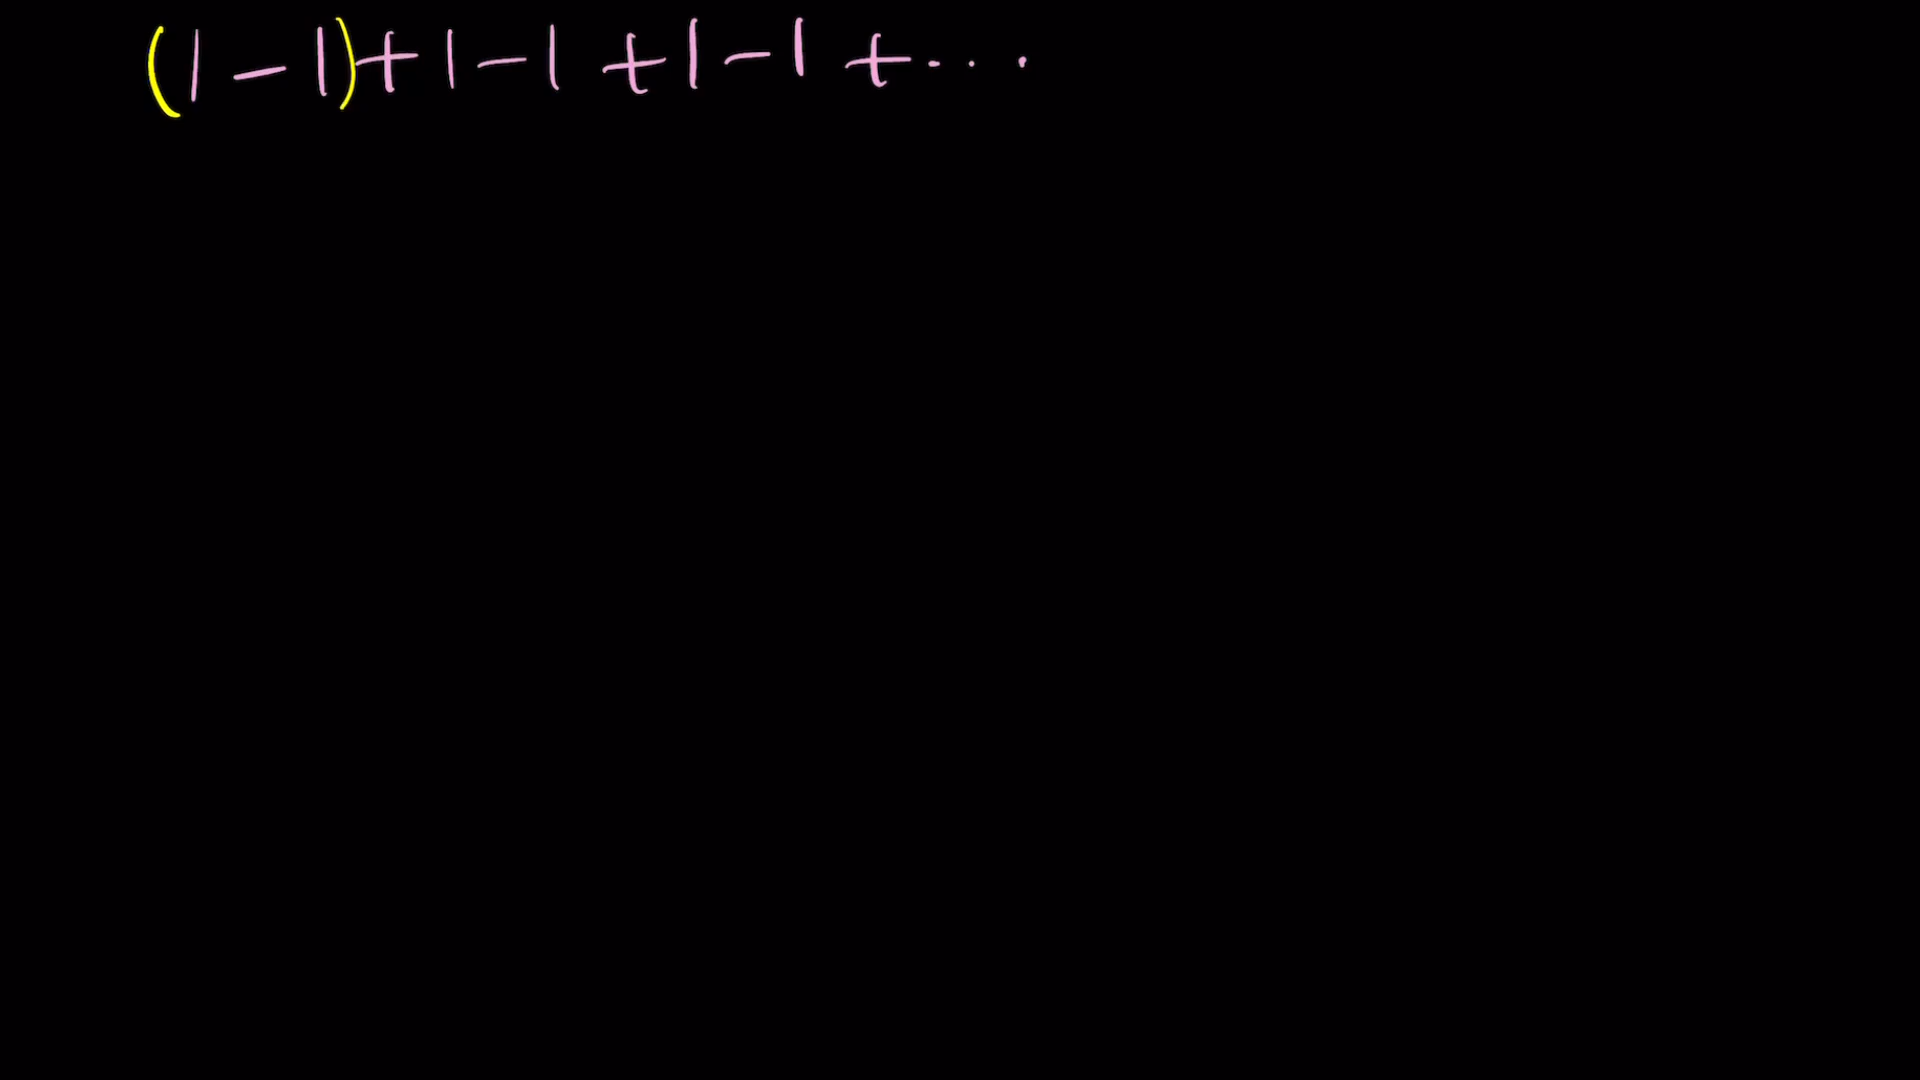 (1 - 1) + 1 - 1 + 1 - 1 + ...